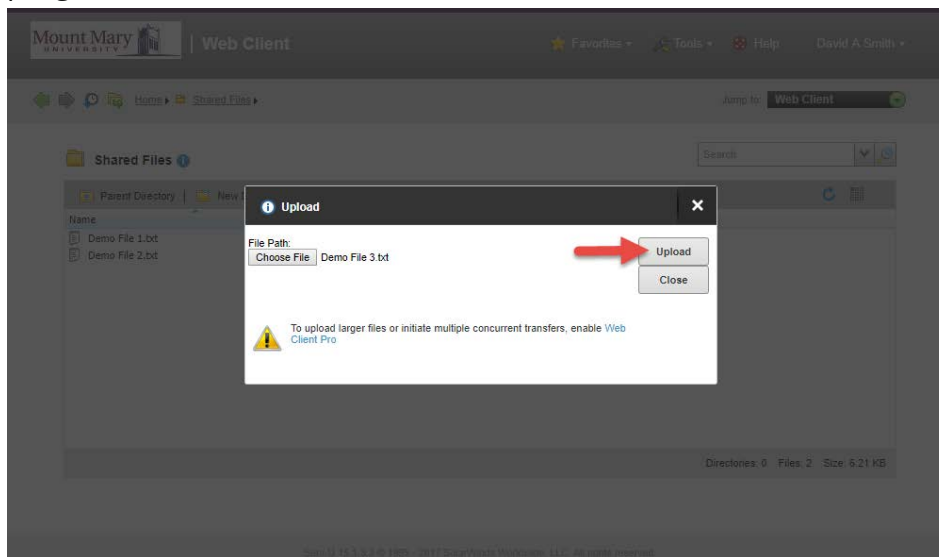 Mount Mary
UNIVERSITY
| Web Client
Favorites
Tools
Help
David A Smith
Home
Shared Files
Jump to:
Web Client
Shared Files
Search
Parent Directory | New
Name
Demo File 1.txt
Demo File 2.txt
Upload
File Path:
Choose File Demo File 3.txt
Upload
Close
To upload larger files or initiate multiple concurrent transfers, enable Web
Client Pro
Directories: 0 Files: 2 Size: 6.21 KB